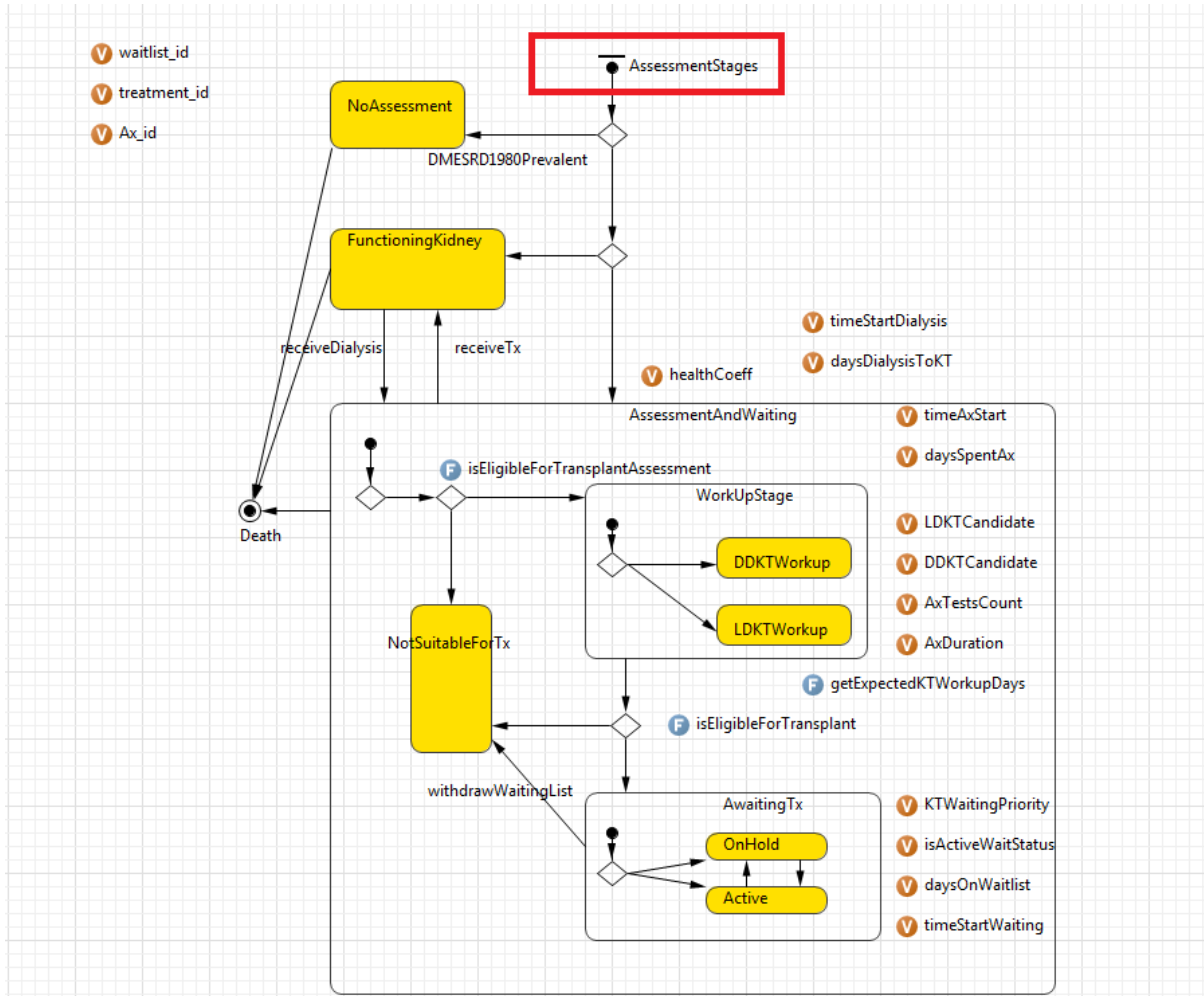 waitlist_id
AssessmentStages
treatment_id
NoAssessment
Ax_id
DMESRD1980Prevalent
FunctioningKidney
timeStartDialysis
receiveDialysis
receiveTx
daysDialysisToKT
healthCoeff
AssessmentAndWaiting
timeAxStart
daysSpentAx
isEligibleForTransplantAssessment
WorkUpStage
LDKTCandidate
Death
DDKTWorkup
DDKTCandidate
AxTestsCount
LDKTWorkup
NotSuitableForTx
AxDuration
getExpectedKTWorkupDays
isEligibleForTransplant
withdrawWaitingList
AwaitingTx
KTWaitingPriority
OnHold
isActiveWaitStatus
Active
daysOnWaitlist
timeStartWaiting